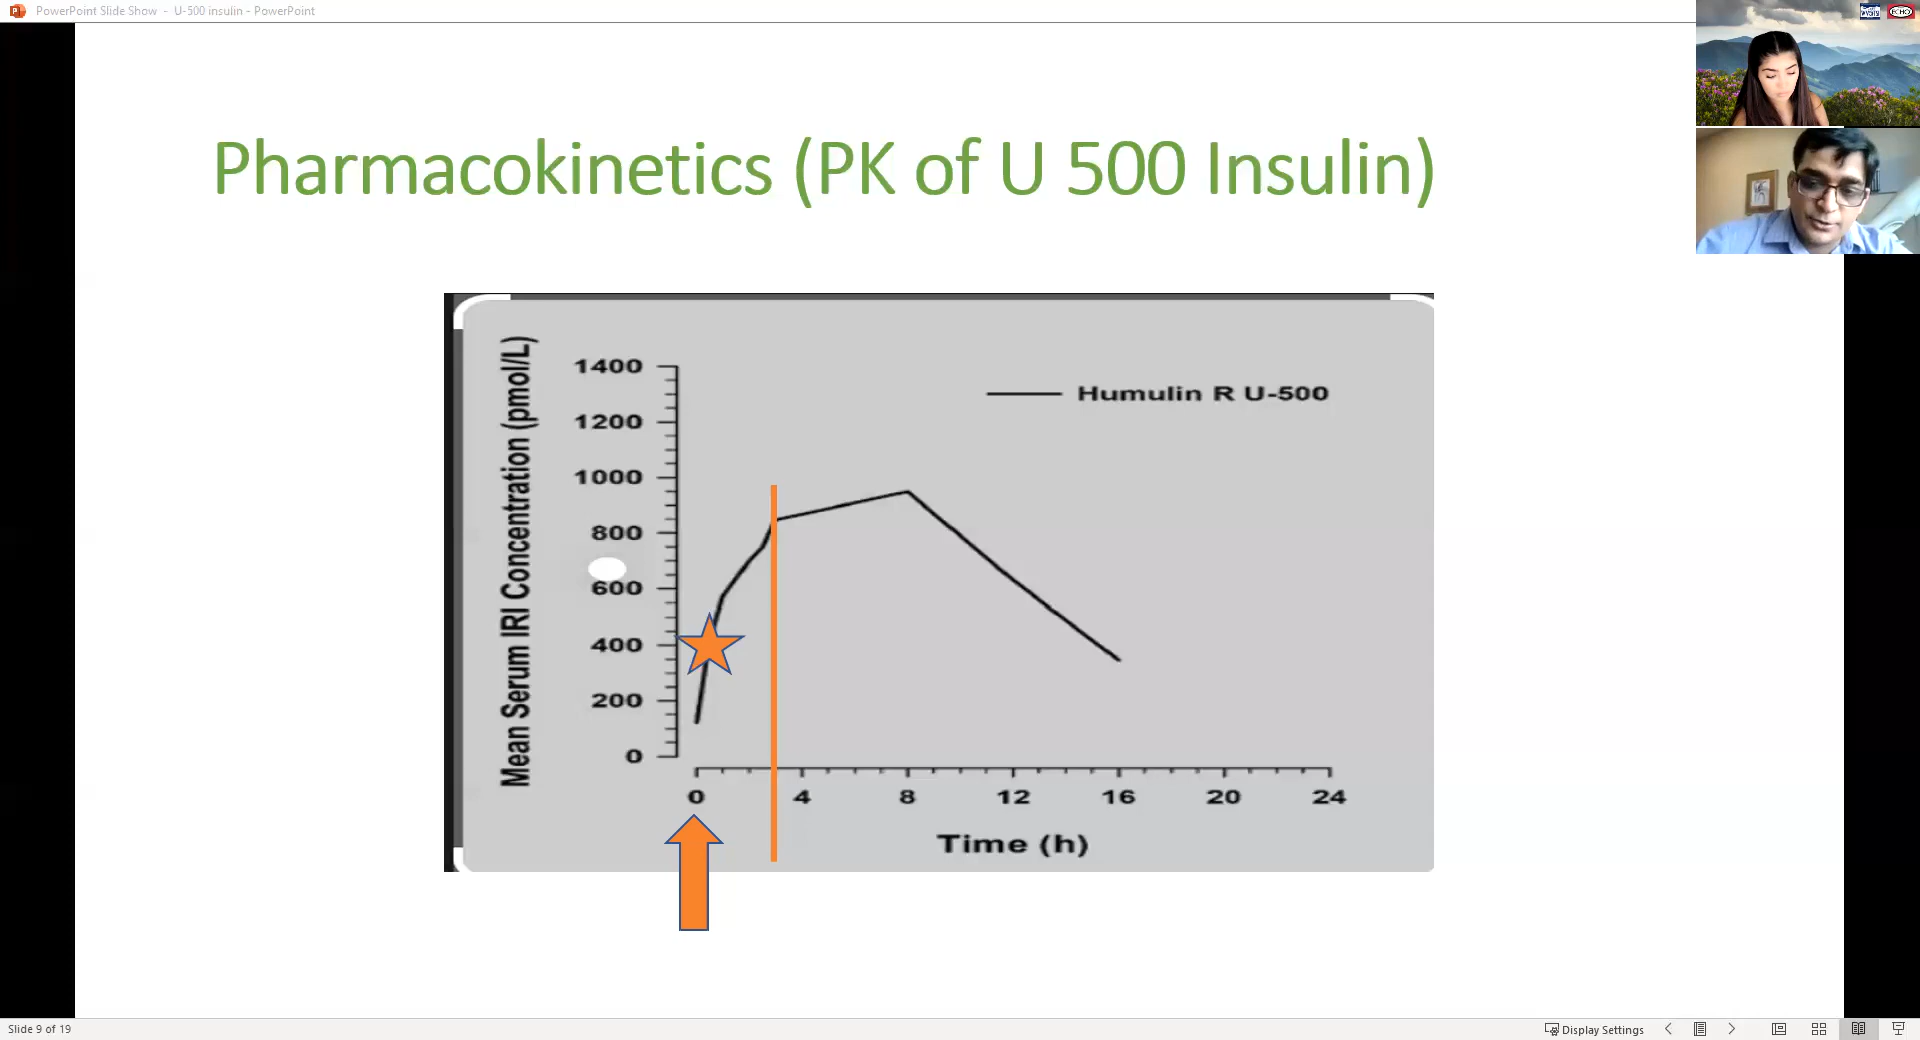 PowerPoint Slide Show - U-500 insulin - PowerPoint
ECHO
Pharmacokinetics (PK of U 500 Insulin)
Mean Serum IRI Concentration (pmol/L)
1400
1200
1000
800
600
400
200
0
Humulin R U-500
0 4 8 12 16 20 24
Time (h)
Slide 9 of 19
Display Settings